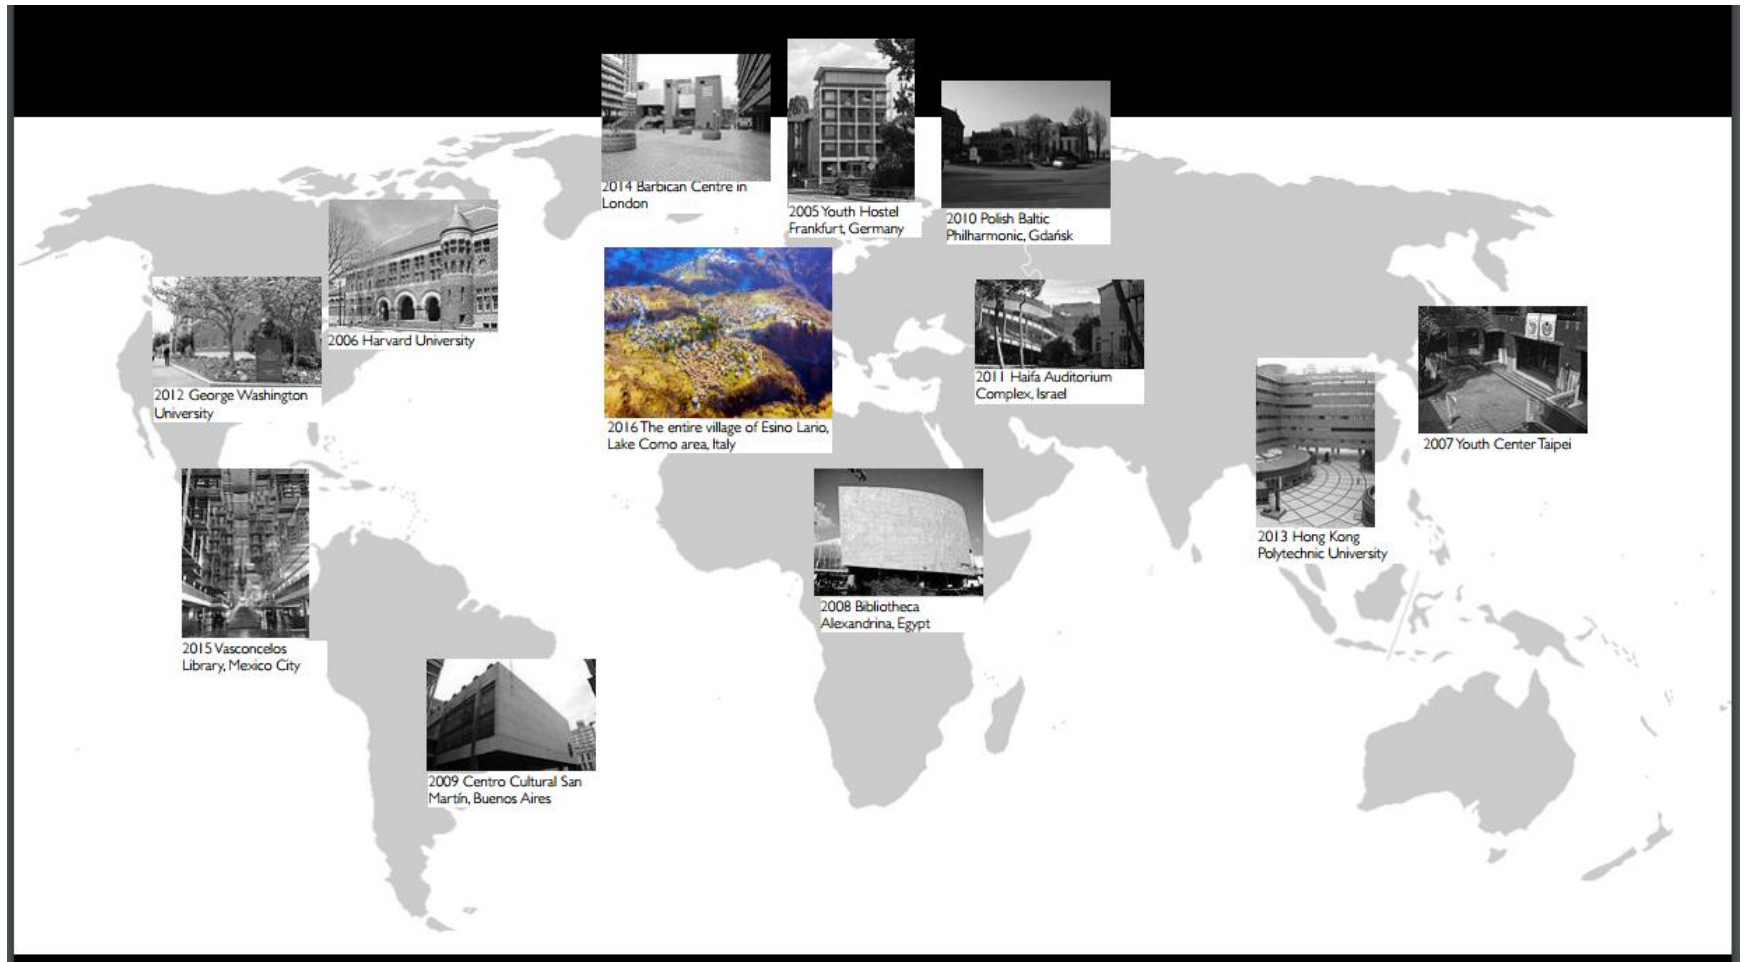 2014 Barbican Centre in
London
2005 Youth Hostel
Frankfurt, Germany
2010 Polish Baltic
Philharmonic, Gdańsk
2006 Harvard University
2012 George Washington
University
2016 The entire village of Esino Lario,
Lake Como area, Italy
2011 Haifa Auditorium
Complex, Israel
2007 Youth Center Taipei
2013 Hong Kong
Polytechnic University
2008 Bibliotheca
Alexandrina, Egypt
2015 Vasconcelos
Library, Mexico City
2009 Centro Cultural San
Martín, Buenos Aires